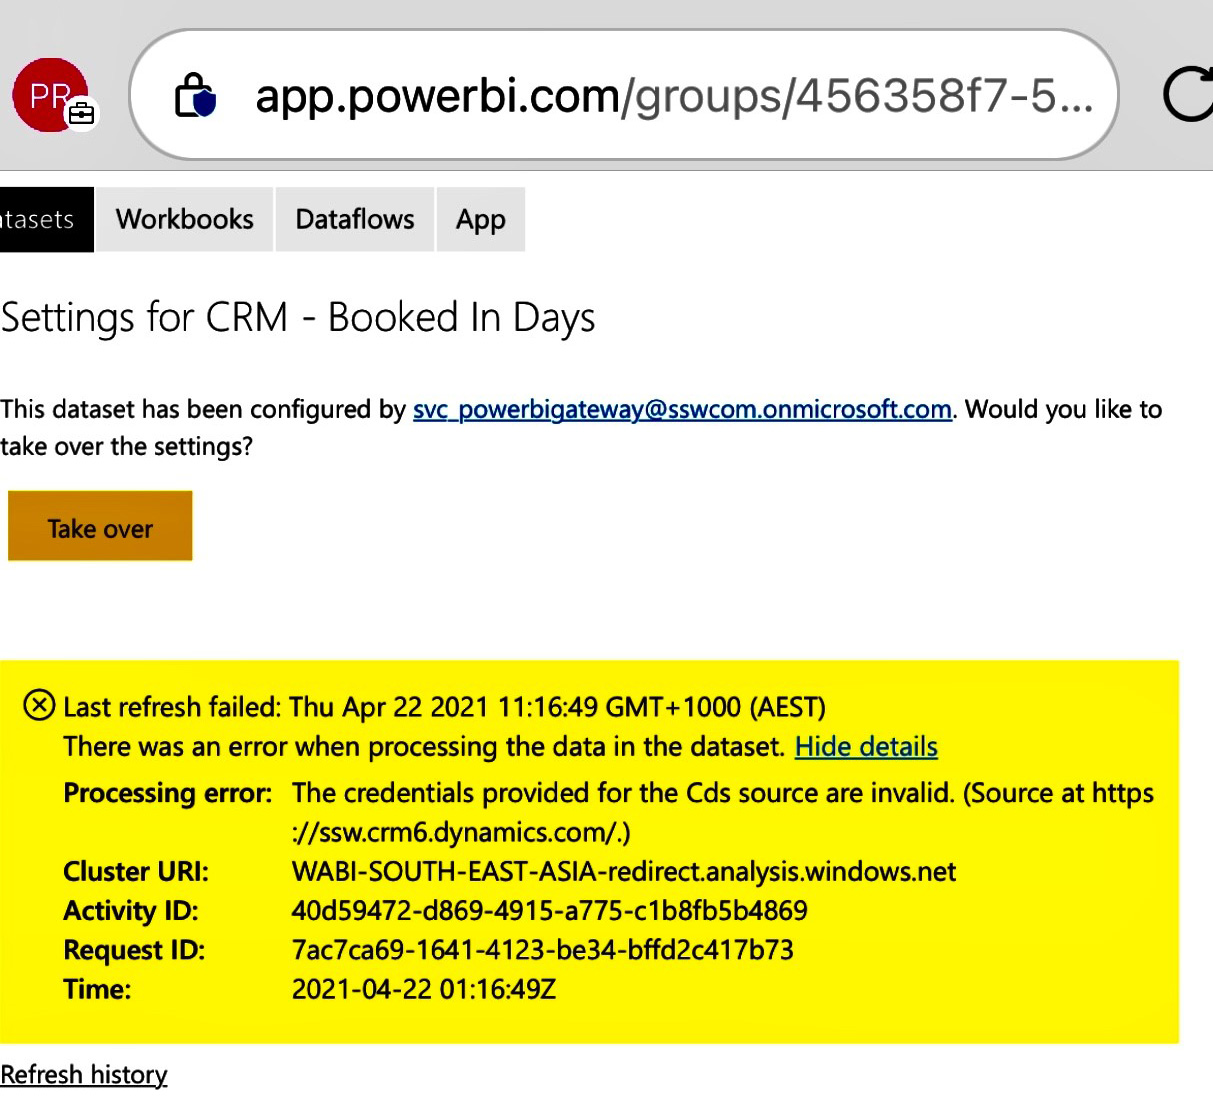 PR
app.powerbi.com/groups/456358f7-5...
atasets Workbooks Dataflows App
Settings for CRM - Booked In Days
This dataset has been configured by svc_powerbigateway@sswcom.onmicrosoft.com. Would you like to
take over the settings?
Take over
Last refresh failed: Thu Apr 22 2021 11:16:49 GMT+1000 (AEST)
There was an error when processing the data in the dataset. Hide details
Processing error: The credentials provided for the Cds source are invalid. (Source at https
://ssw.crm6.dynamics.com/.)
Cluster URI: WABI-SOUTH-EAST-ASIA-redirect.analysis.windows.net
Activity ID: 40d59472-d869-4915-a775-c1b8fb5b4869
Request ID: 7ac7ca69-1641-4123-be34-bffd2c417b73
Time: 2021-04-22 01:16:49Z
Refresh history